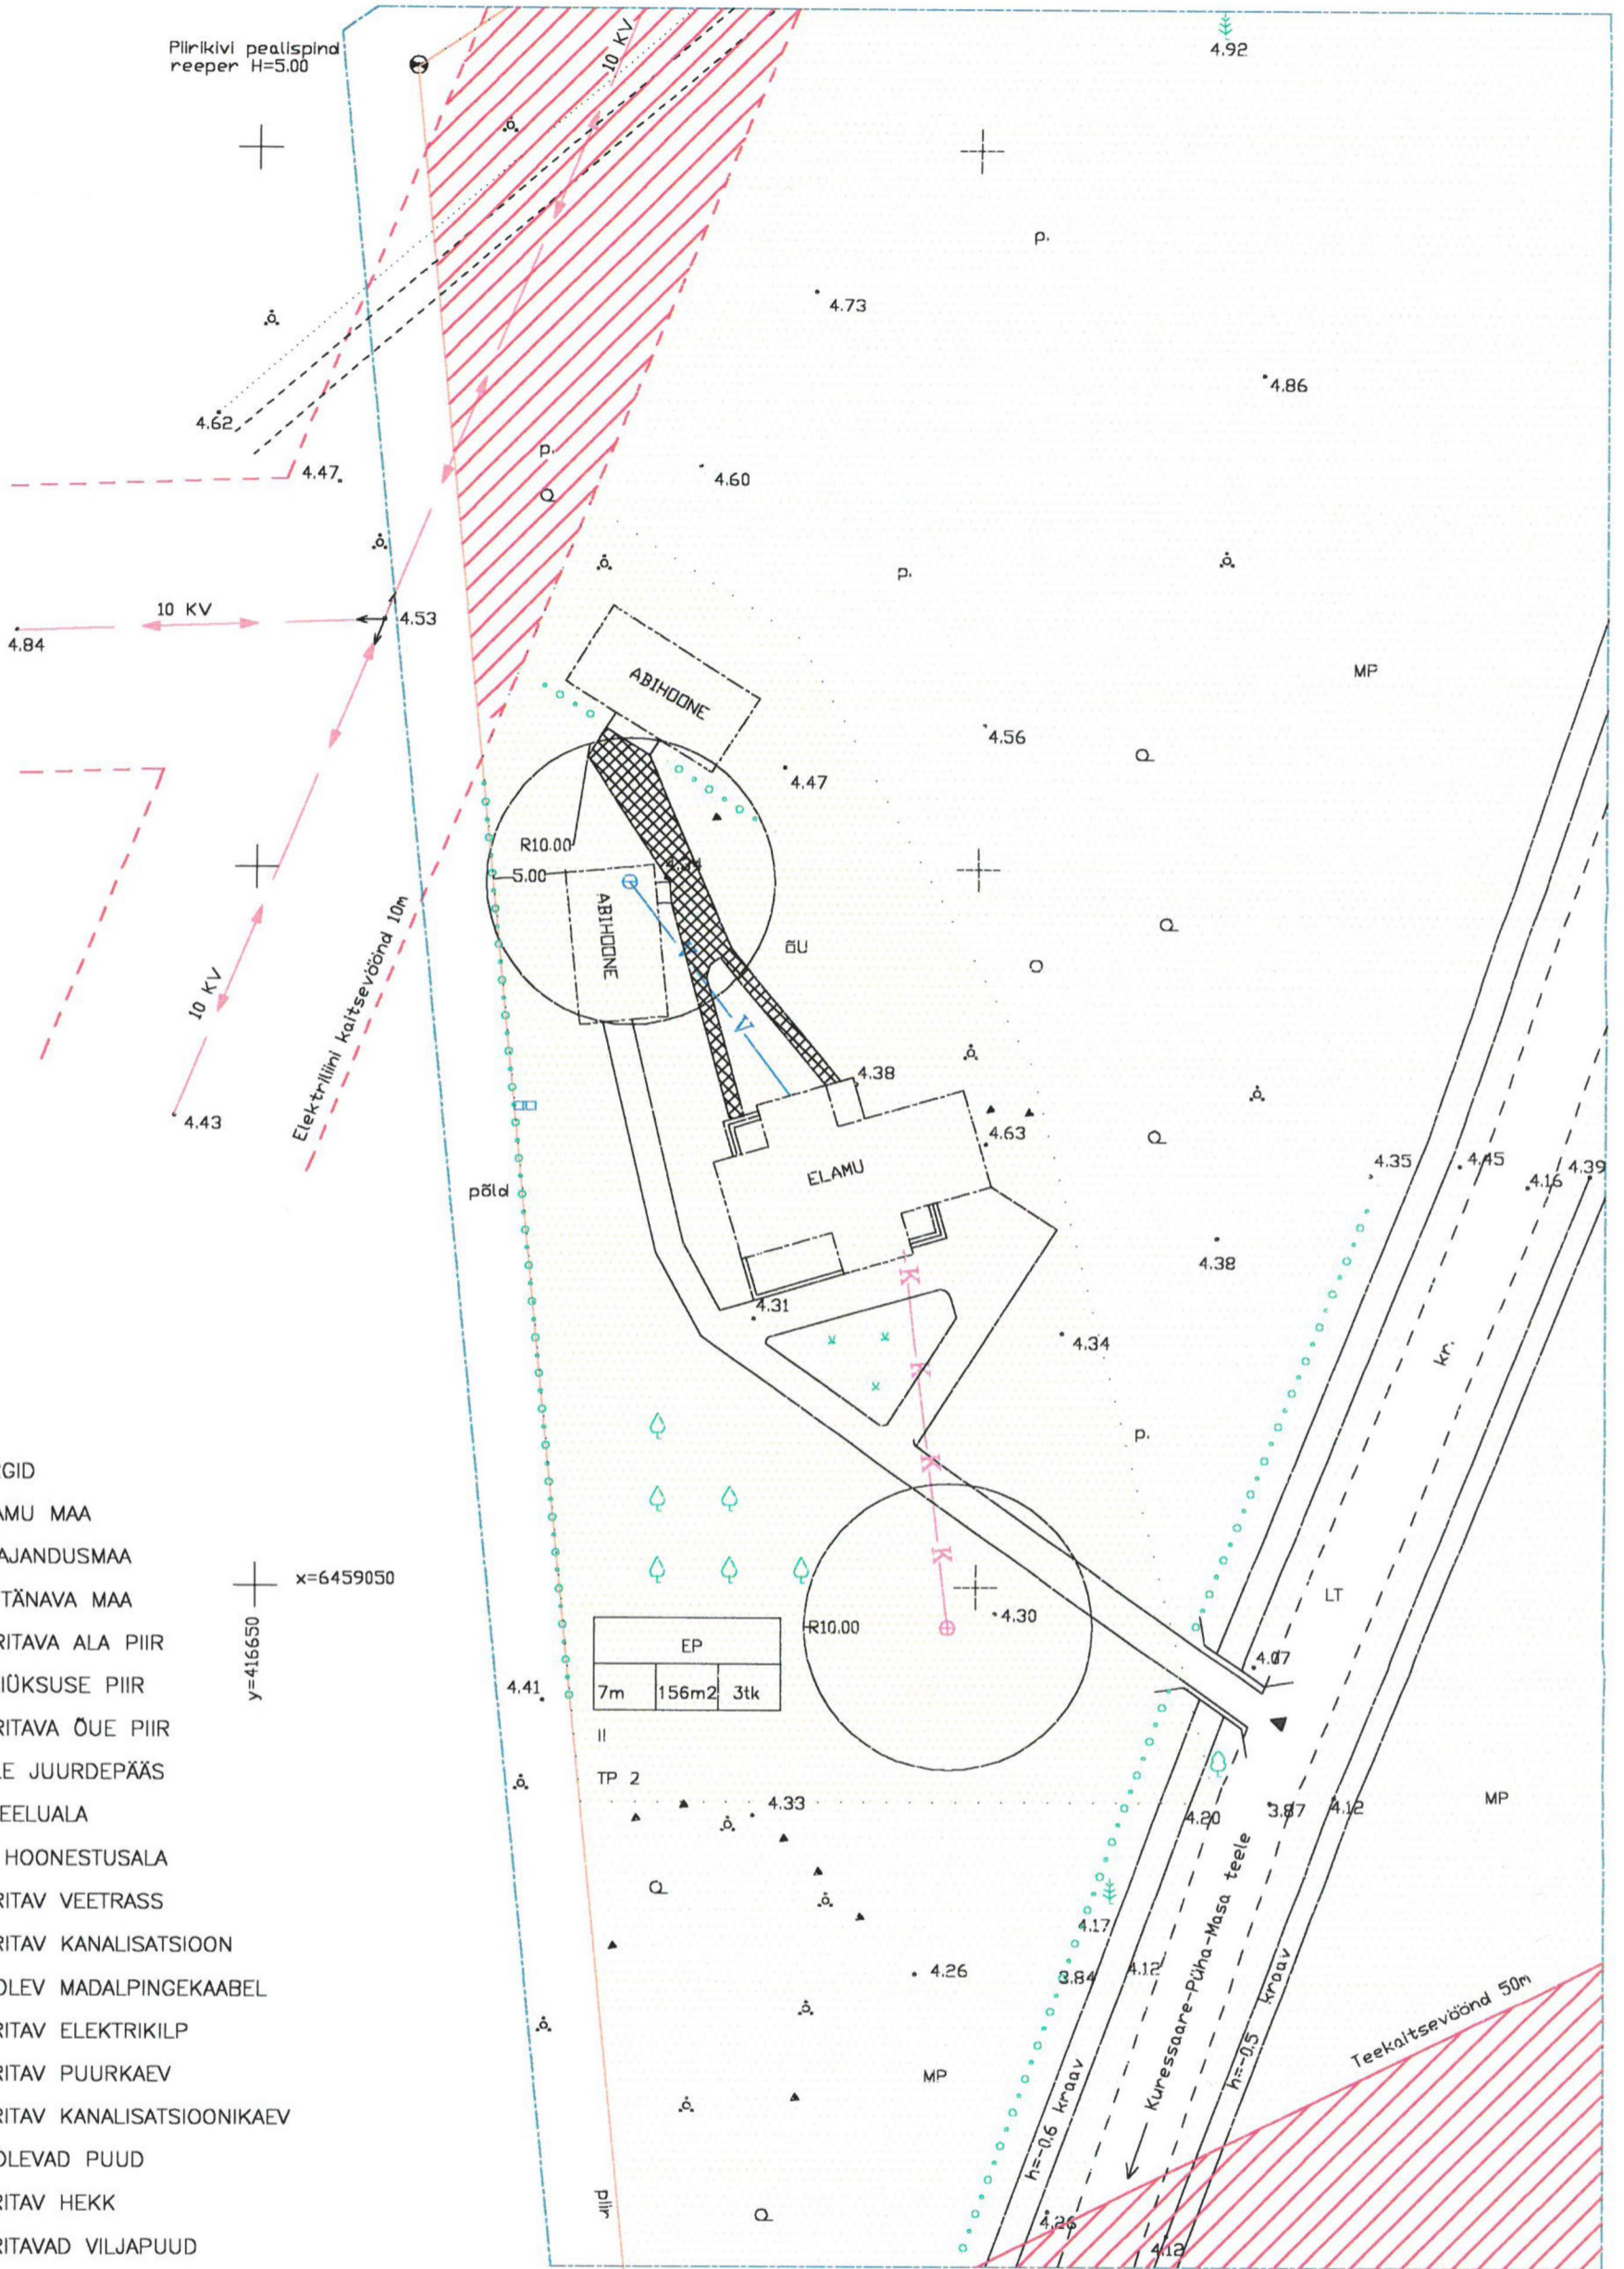 Piirikivi pealispind
reeper H=5.00
10 KV
4.92
p.
4.73
4.86
4.62
4.47
p.
4.60
p.
10 KV
4.53
4.84
ABIHOONE
MP
4.56
4.47
R10.00
4.44
5.00
ABIHOONE
õU
10 KV
Elektriliini kaitsevöönd 10m
V
V
4.38
4.43
4.63
põld
ELAMU
4.35
4.45
4.16
4.39
4.38
K
4.31
4.34
kr.
K
p.
K
K
RGID
AMU MAA
AJANDUSMAA
TÄNAVA MAA
x=6459050
y=416650
RITAVA ALA PIIR
IÜKSUSE PIIR
RITAVA ÕUE PIIR
LE JUURDEPÄÄS
EELUALA
HOONESTUSALA
RITAV VEETRASS
RITAV KANALISATSIOON
OLEV MADALPINGEKAABEL
RITAV ELEKTRIKILP
RITAV PUURKAEV
RITAV KANALISATSIOONIKAEV
OLEVAD PUUD
RITAV HEKK
RITAVAD VILJAPUUD
LT
4.30
R10.00
EP
7m 156m2 3tk
4.41
4.07
II
TP 2
4.33
4.20
3.87
4.12
MP
Kuressaare-Püha-Masa teele
4.17
4.26
3.84
4.12
MP
h=-0.6 kraav
h=-0.5 kraav
Teekaitsevöönd 50m
piir
4.26
4.12